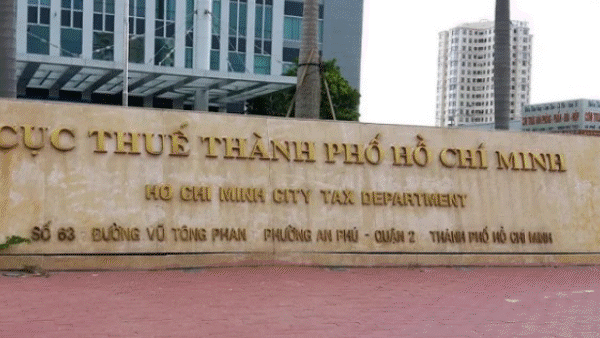 CỤC THUẾ THÀNH PHỐ HỒ CHÍ MINH
HO CHI MINH CITY TAX DEPARTMENT
SỐ 63 - ĐƯỜNG VŨ TÔNG PHAN - PHƯỜNG AN PHÚ - QUẬN 2 THÀNH PHỐ HỒ CHÍ MINH